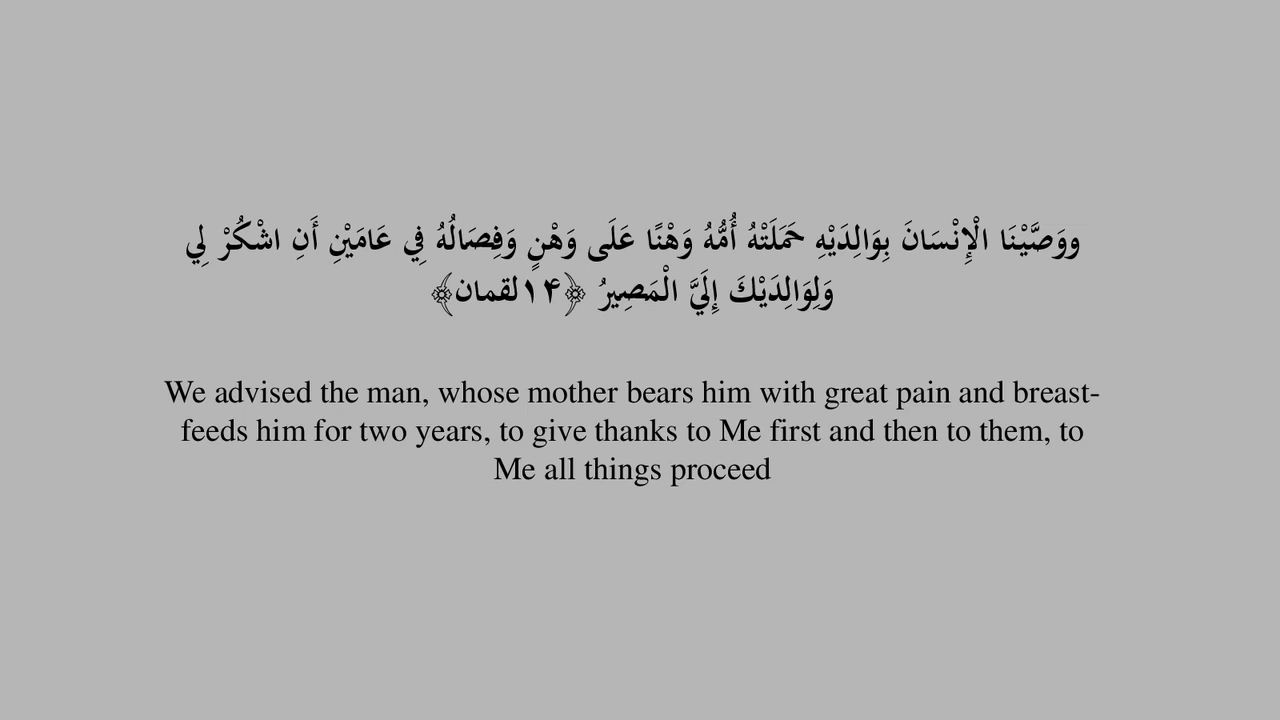 ووَصَّيْنَا الْإِنْسَانَ بِوَالِدَيْهِ حَمَلَتْهُ أُمُّهُ وَهْنًا عَلَى وَهْنٍ وَفِصَالُهُ فِي عَامَيْنِ أَنِ اشْكُرْ لِي
وَلِوَالِدَيْكَ إِلَيَّ الْمَصِيرُ ﴿۱۴لقمان﴾
We advised the man, whose mother bears him with great pain and breast-
feeds him for two years, to give thanks to Me first and then to them, to
Me all things proceed